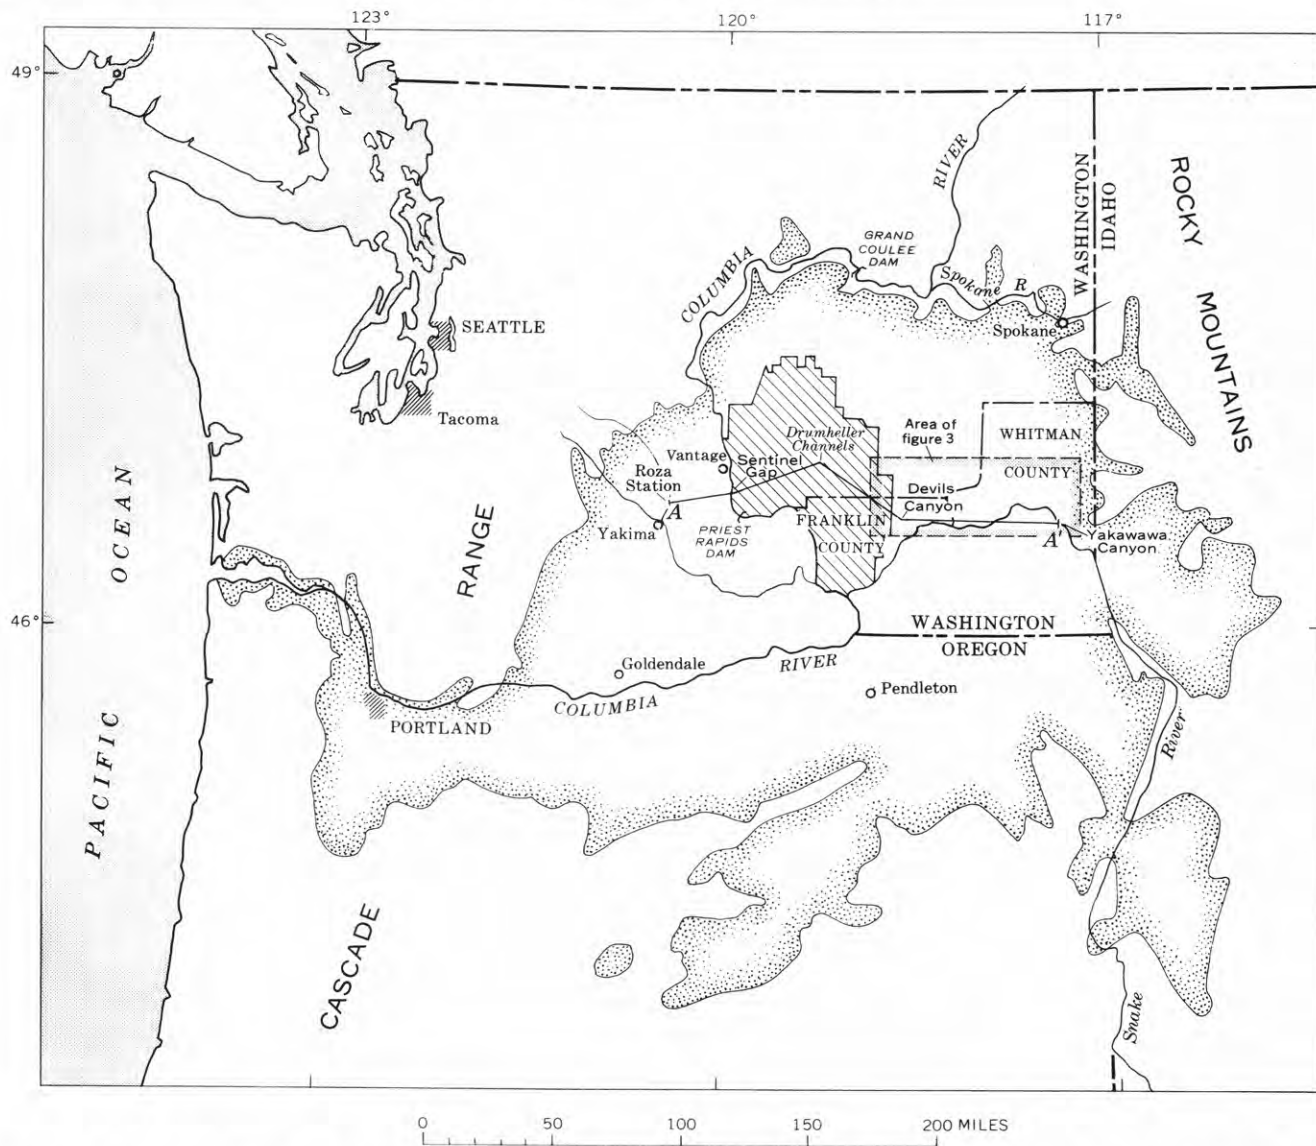 123°
120°
117°
49°
46°
WASHINGTON
IDAHO
ROCKY
MOUNTAINS
RIVER
GRAND
COULEE
DAM
COLUMBIA
Spokane R
Spokane
SEATTLE
Tacoma
Drumheller
Channels
Area of
figure 3
WHITMAN
COUNTY
Vantage
Sentinel
Gap
Roza
Station
Devils
Canyon
A
Yakima
PRIEST
RAPIDS
DAM
FRANKLIN
COUNTY
A'
Yakawawa
Canyon
PACIFIC OCEAN
CASCADE RANGE
WASHINGTON
OREGON
Goldendale
COLUMBIA RIVER
Pendleton
PORTLAND
Snake River
0 50 100 150 200 MILES